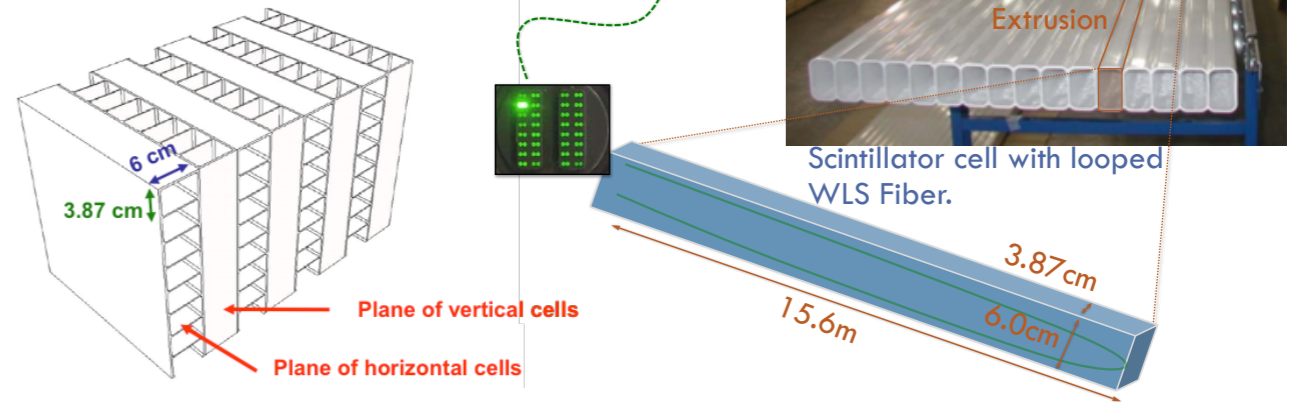 Extrusion
6 cm
3.87 cm
Plane of vertical cells
Plane of horizontal cells
Scintillator cell with looped
WLS Fiber.
3.87cm
6.0cm
15.6m